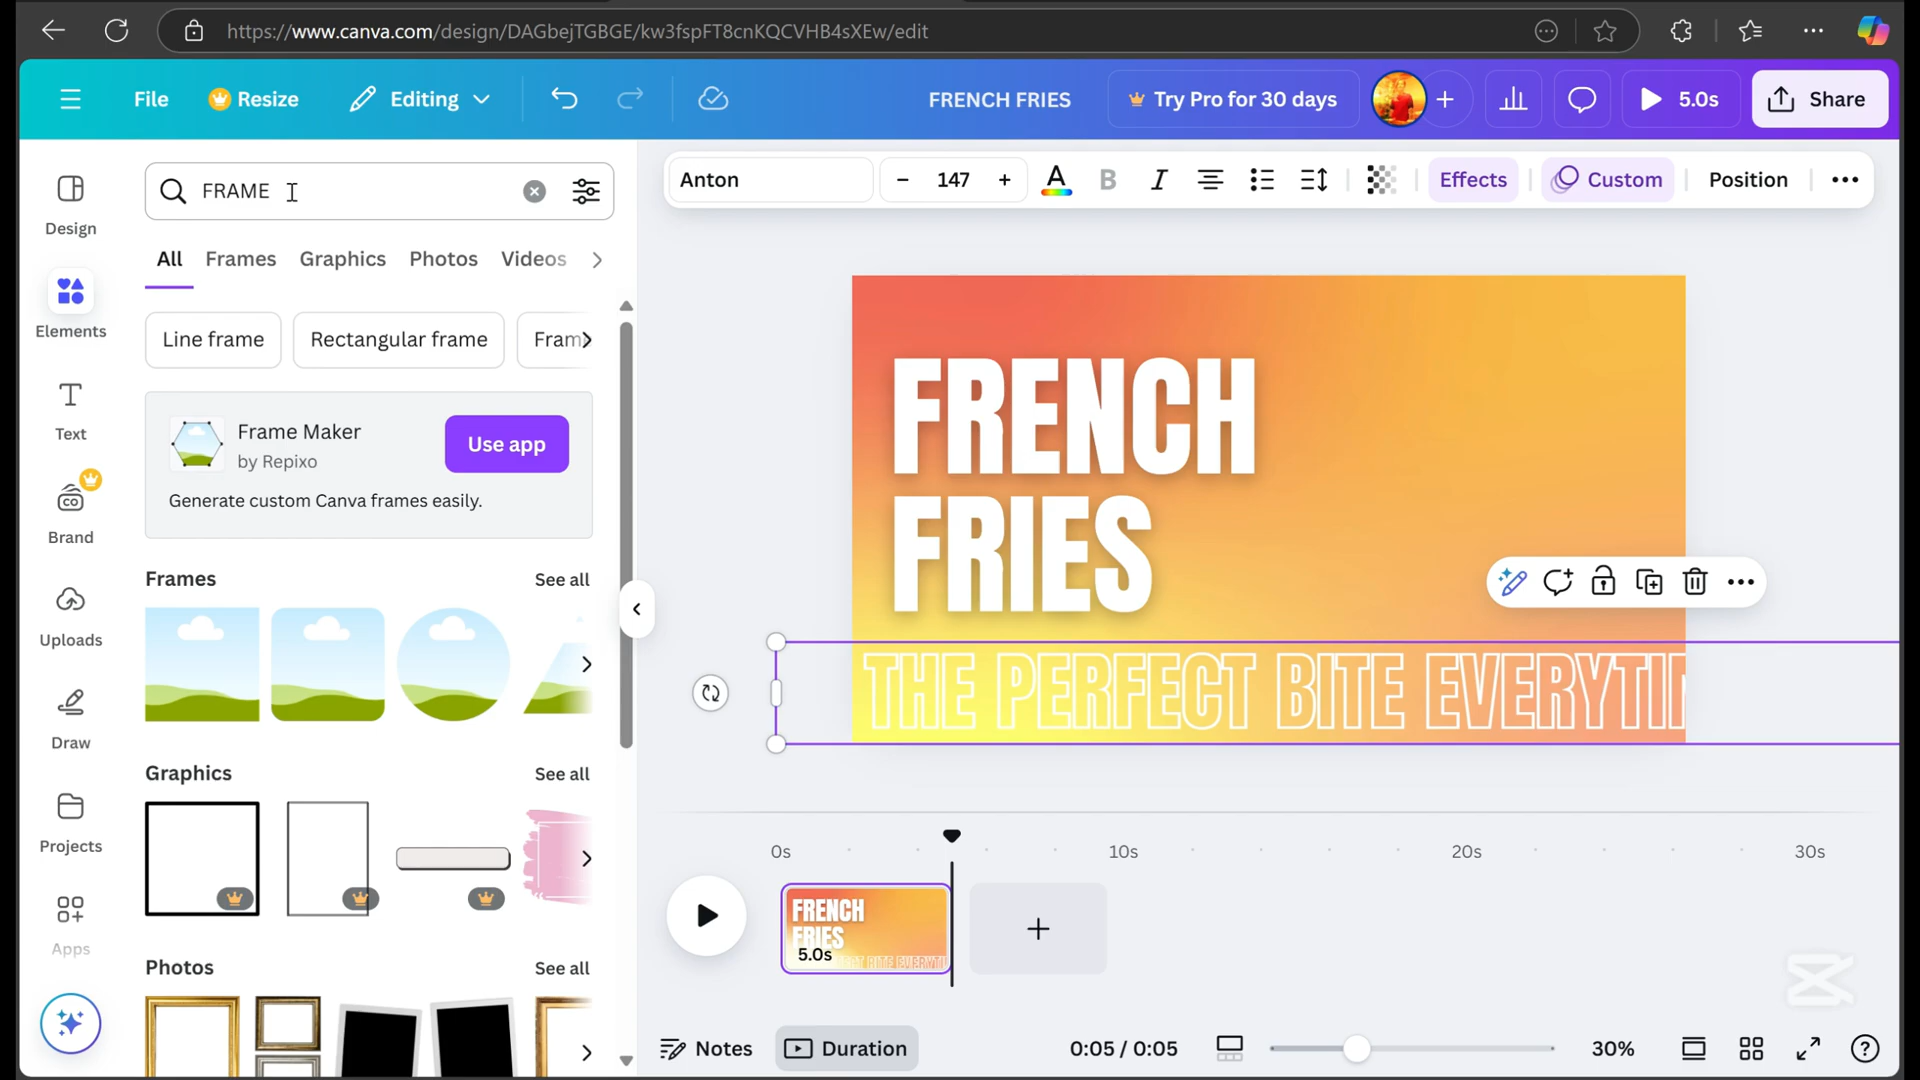 https://www.canva.com/design/DAGbejTGBGE/kw3fspFT8cnKQCVHB4sXEw/edit
File
Resize
Editing
FRENCH FRIES
Try Pro for 30 days
5.0s
Share
FRAME
Anton
147
A
B
I
Effects
Custom
Position
Design
Elements
Text
Brand
Uploads
Draw
Projects
Apps
All
Frames
Graphics
Photos
Videos
Line frame
Rectangular frame
Fram
Frame Maker
by Repixo
Use app
Generate custom Canva frames easily.
Frames
See all
Graphics
See all
Photos
See all
FRENCH
FRIES
THE PERFECT BITE EVERYTI
0s
10s
20s
30s
FRENCH
FRIES
5.0s
ECT BITE EVERYTI
Notes
Duration
0:05 / 0:05
30%